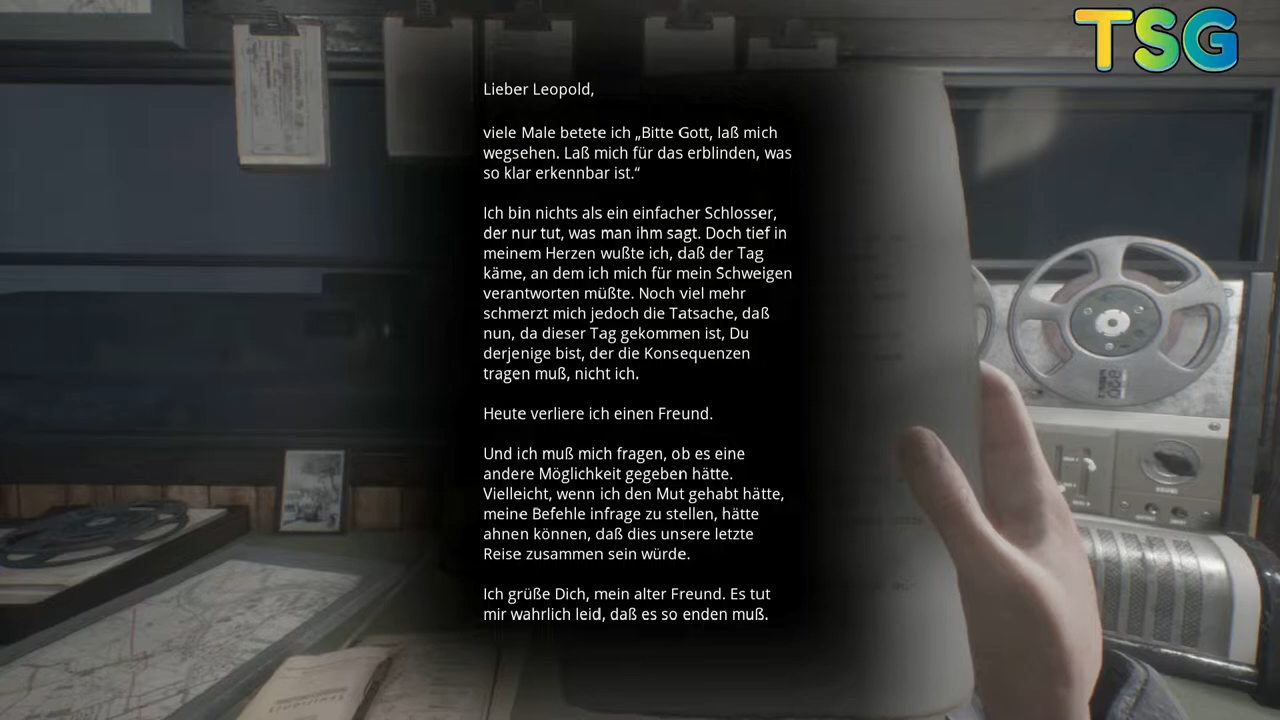 TSG
Lieber Leopold,
viele Male betete ich „Bitte Gott, laß mich
wegsehen. Laß mich für das erblinden, was
so klar erkennbar ist.“
Ich bin nichts als ein einfacher Schlosser,
der nur tut, was man ihm sagt. Doch tief in
meinem Herzen wußte ich, daß der Tag
käme, an dem ich mich für mein Schweigen
verantworten müßte. Noch viel mehr
schmerzt mich jedoch die Tatsache, daß
nun, da dieser Tag gekommen ist, Du
derjenige bist, der die Konsequenzen
tragen muß, nicht ich.
Heute verliere ich einen Freund.
Und ich muß mich fragen, ob es eine
andere Möglichkeit gegeben hätte.
Vielleicht, wenn ich den Mut gehabt hätte,
meine Befehle infrage zu stellen, hätte
ahnen können, daß dies unsere letzte
Reise zusammen sein würde.
Ich grüße Dich, mein alter Freund. Es tut
mir wahrlich leid, daß es so enden muß.